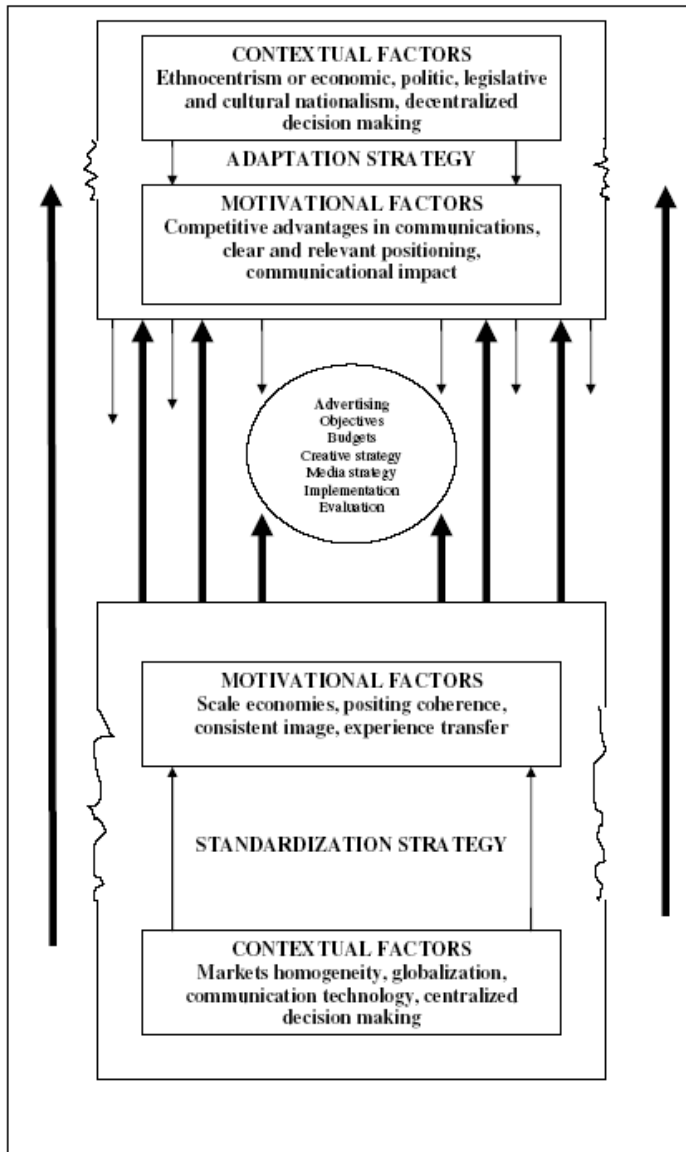 CONTEXTUAL FACTORS
Ethnocentrism or economic, politic, legislative
and cultural nationalism, decentralized
decision making
ADAPTATION STRATEGY
MOTIVATIONAL FACTORS
Competitive advantages in communications,
clear and relevant positioning,
communicational impact
Advertising
Objectives
Budgets
Creative strategy
Media strategy
Implementation
Evaluation
MOTIVATIONAL FACTORS
Scale economies, positing coherence,
consistent image, experience transfer
STANDARDIZATION STRATEGY
CONTEXTUAL FACTORS
Markets homogeneity, globalization,
communication technology, centralized
decision making